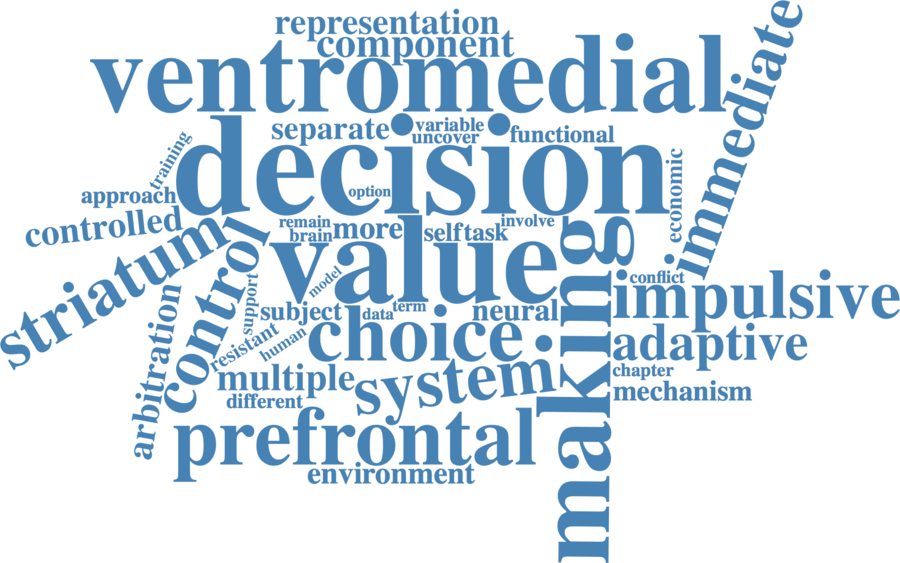 representation
component
ventromedial
immediate
separate
variable
uncover
functional
training
decision
economic
approach
option
controlled
remain
brain
more
self
task
involve
striatum
control
value
making
model
support
conflict
impulsive
arbitration
subject
data
term
neural
resistant
human
choice
adaptive
multiple
system
chapter
mechanism
different
prefrontal
environment